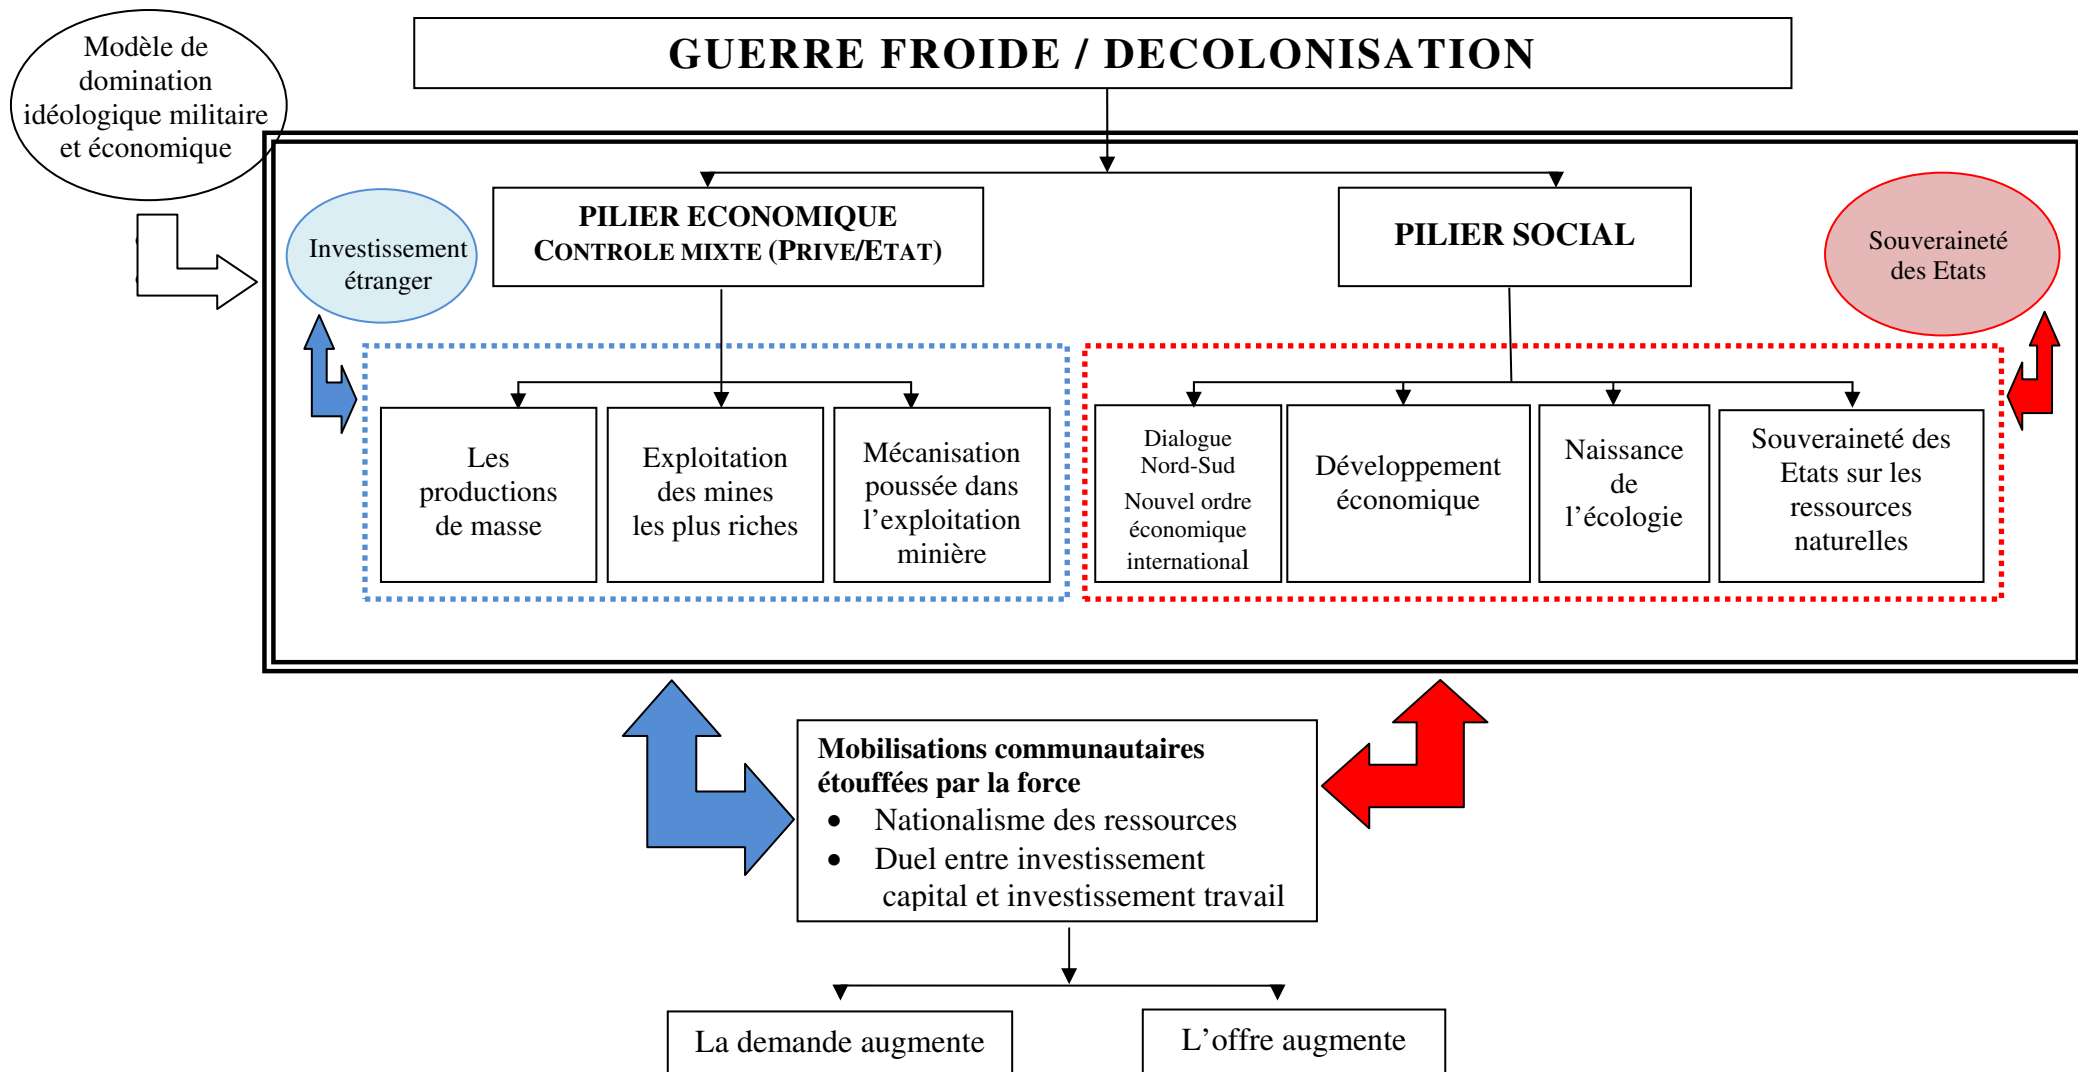 Modèle de
domination
idéologique militaire
et économique
GUERRE FROIDE / DECOLONISATION
Investissement
étranger
PILIER ECONOMIQUE
CONTROLE MIXTE (PRIVE/ETAT)
PILIER SOCIAL
Souveraineté
des Etats
Les
productions
de masse
Exploitation
des mines
les plus riches
Mécanisation
poussée dans
l’exploitation
minière
Dialogue
Nord-Sud
Nouvel ordre
économique
international
Développement
économique
Naissance
de
l’écologie
Souveraineté des
Etats sur les
ressources
naturelles
Mobilisations communautaires
étouffées par la force
• Nationalisme des ressources
• Duel entre investissement
capital et investissement travail
La demande augmente
L’offre augmente